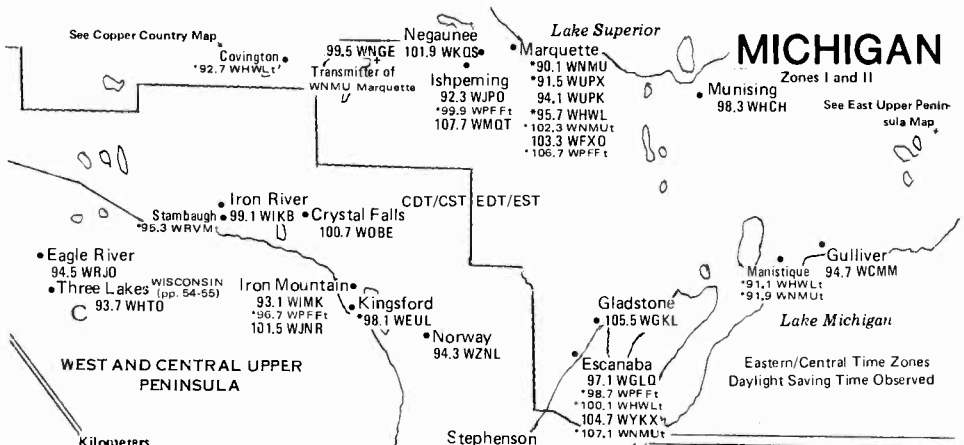 See Copper Country Map
Covington
*92.7 WHWLt
Negaunee
99.5 WNGE
101.9 WKQS
Transmitter of
WNMU Marquette
Ishpeming
92.3 WJPO
*99.9 WPFFt
107.7 WMQT
Lake Superior
Marquette
*90.1 WNMU
*91.5 WUPX
94.1 WUPK
*95.7 WHWL
*102.3 WNMUt
103.3 WFXO
*106.7 WPFFt
MICHIGAN
Zones I and II
Munising
98.3 WHCH
See East Upper Penin-
sula Map
Iron River
Stambaugh
99.1 WIKB
*95.3 WRVMt
Crystal Falls
100.7 WOBE
CDT/CST
EDT/EST
Eagle River
94.5 WRJO
Three Lakes
93.7 WHTO
C
WISCONSIN
(pp. 54-55)
Iron Mountain
93.1 WIMK
*96.7 WPFFt
101.5 WJNR
Kingsford
*98.1 WEUL
Norway
94.3 WZNL
Gulliver
94.7 WCMM
Manistique
*91.1 WHWLt
*91.9 WNMUt
Gladstone
105.5 WGKL
Lake Michigan
Escanaba
97.1 WGLQ
*98.7 WPFFt
*100.1 WHWLt
104.7 WYKX
*107.1 WNMUt
WEST AND CENTRAL UPPER
PENINSULA
Eastern/Central Time Zones
Daylight Saving Time Observed
Kilometers
Stephenson